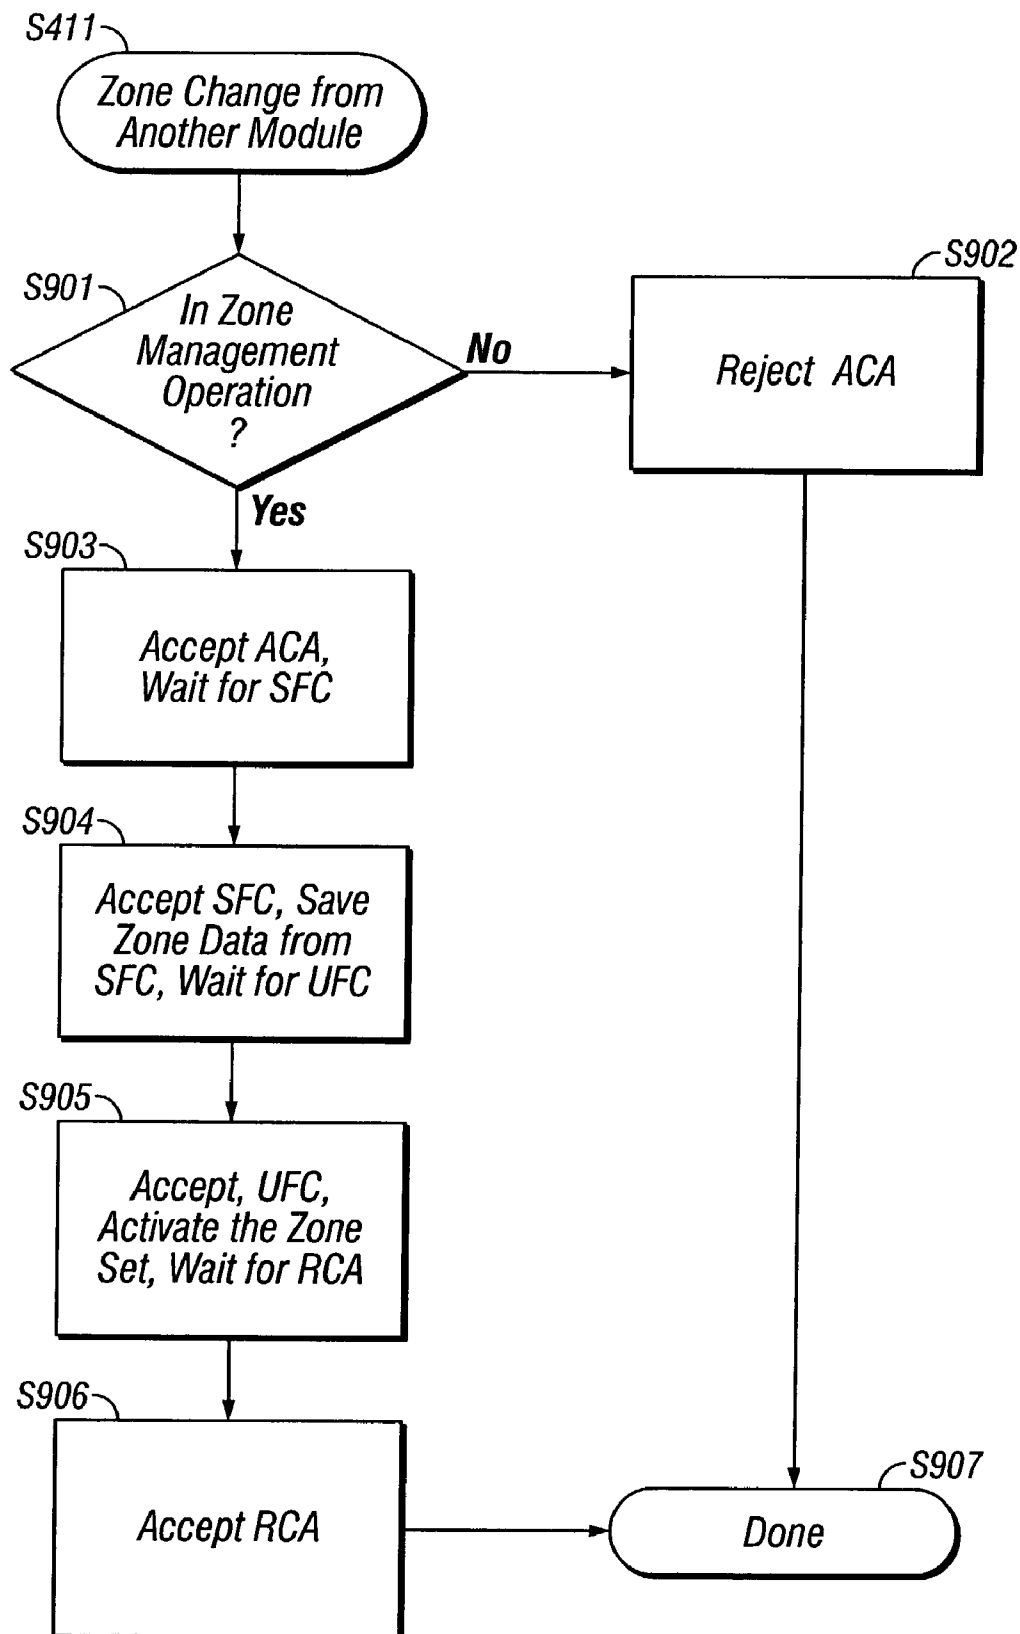 S411
Zone Change from
Another Module
S901
In Zone
Management
Operation
?
No
S902
Reject ACA
Yes
S903
Accept ACA,
Wait for SFC
S904
Accept SFC, Save
Zone Data from
SFC, Wait for UFC
S905
Accept, UFC,
Activate the Zone
Set, Wait for RCA
S906
Accept RCA
S907
Done